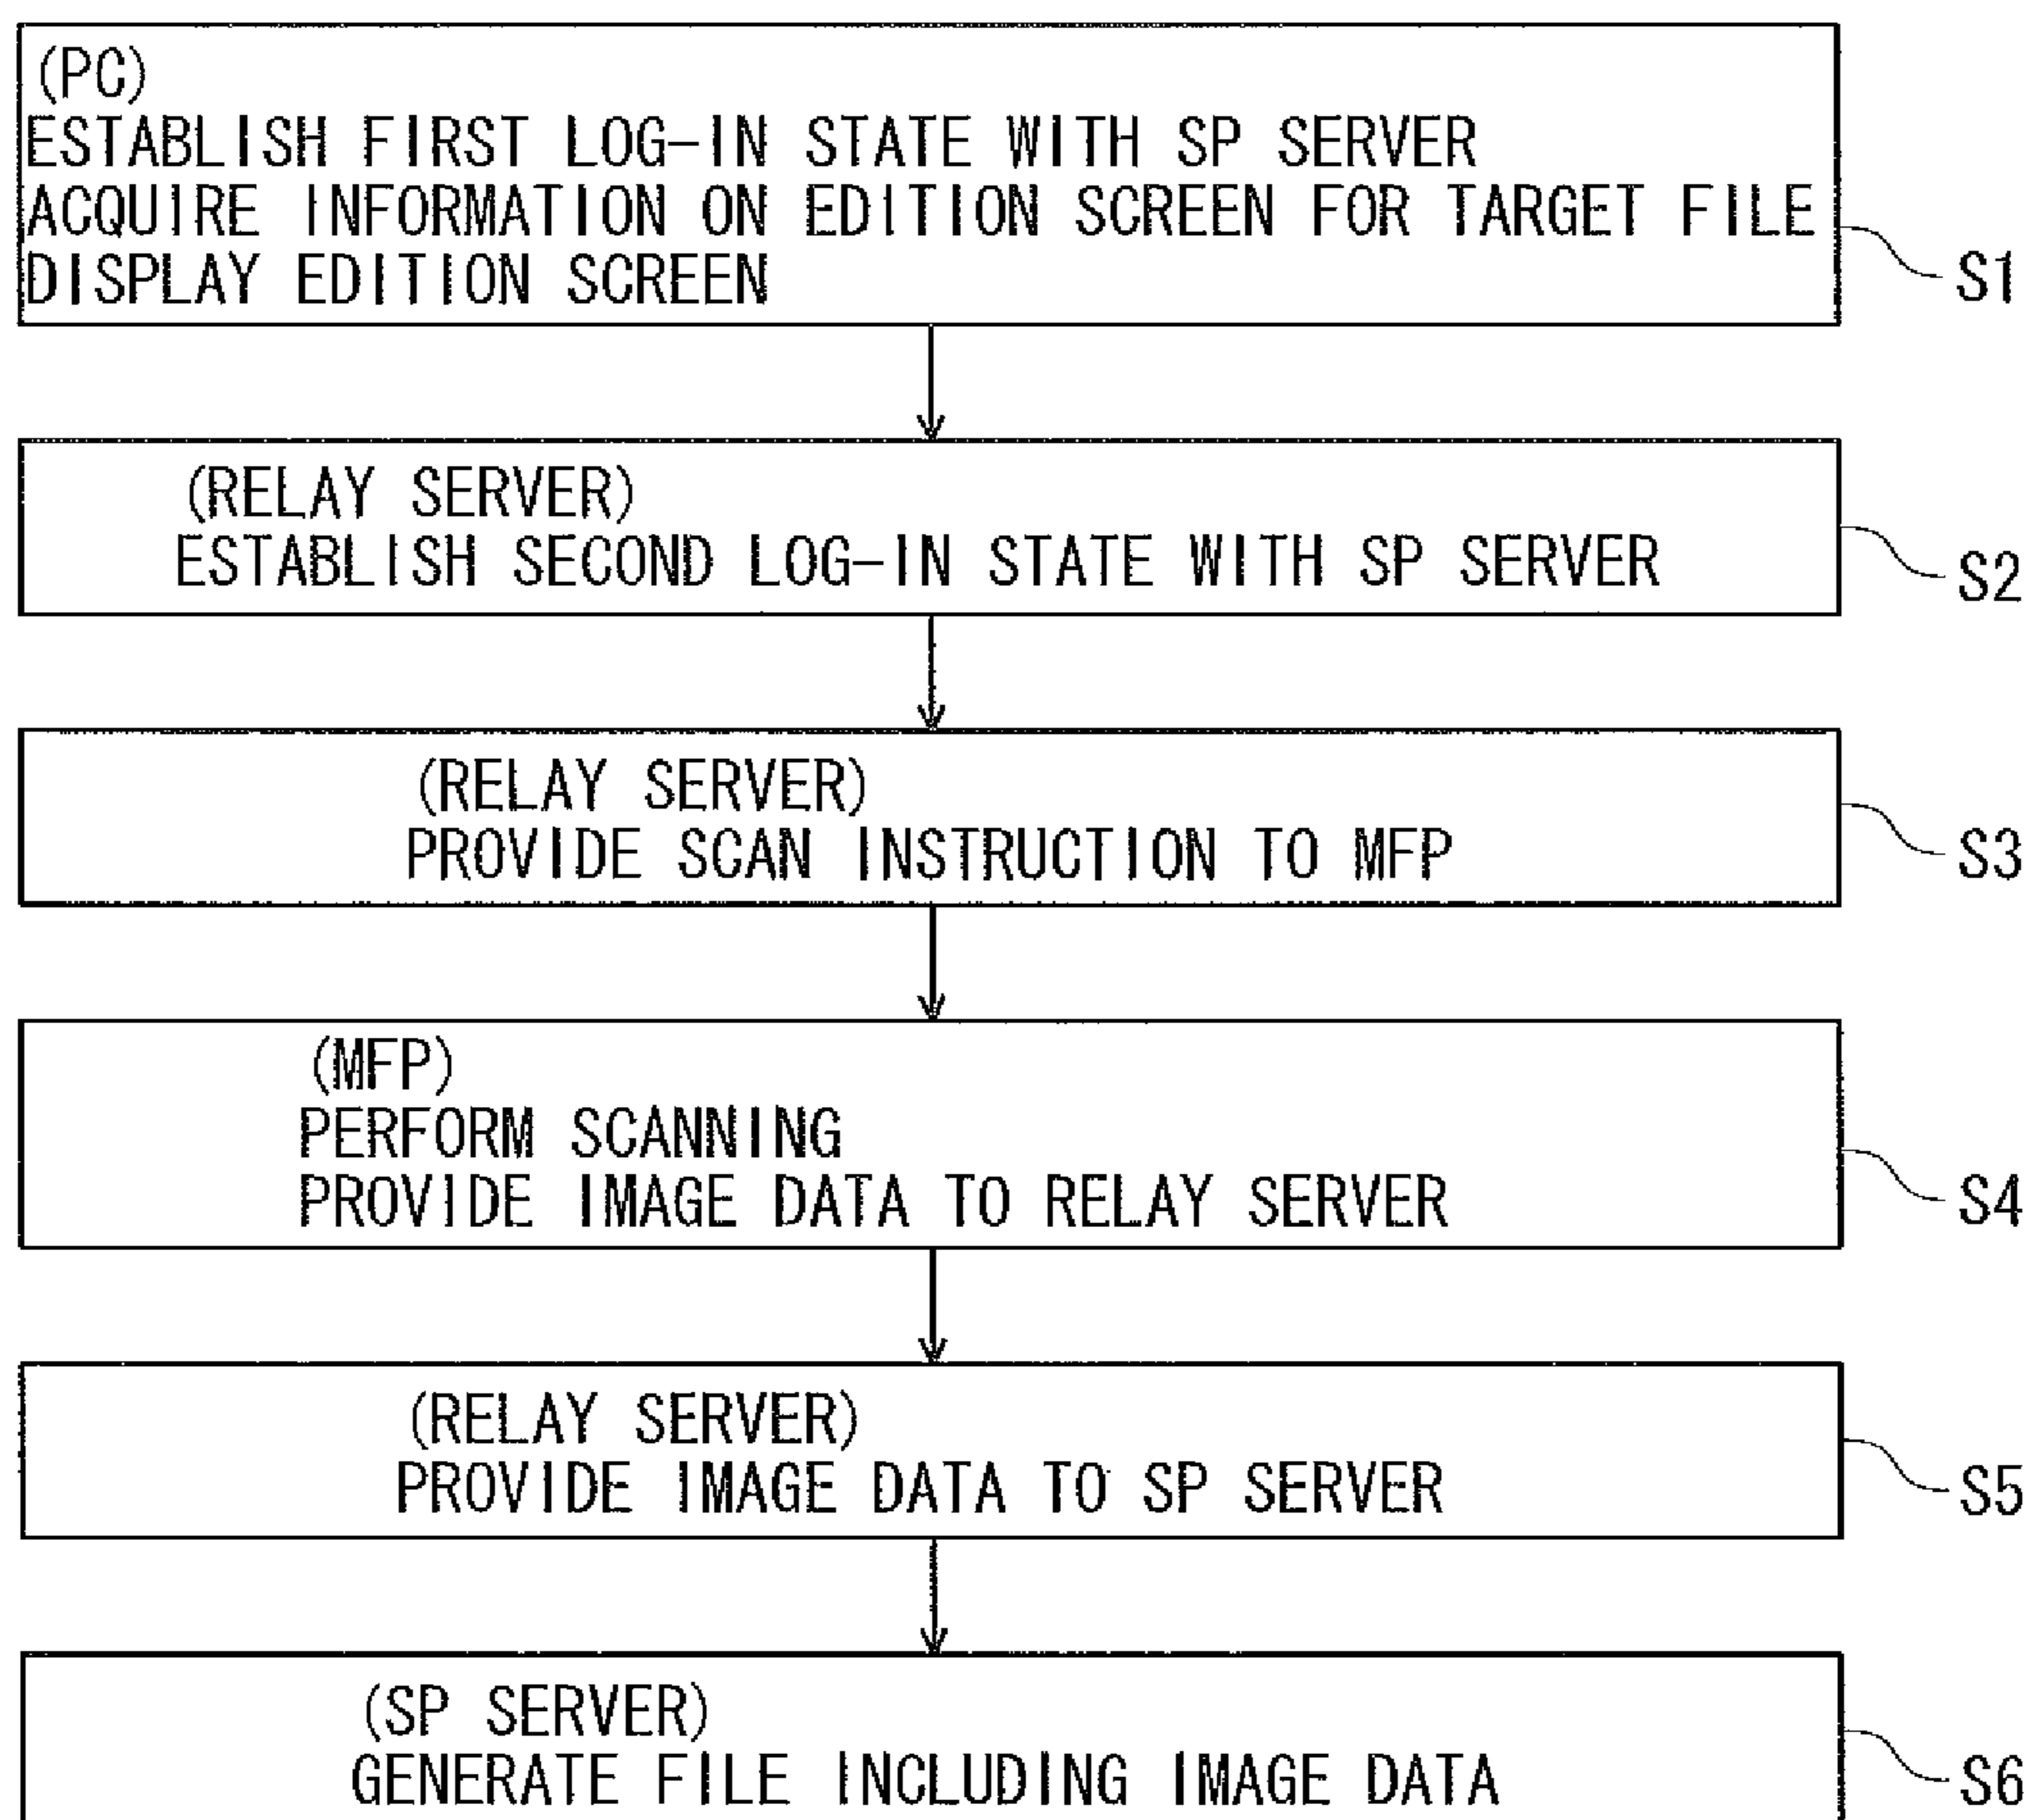 (PC)
ESTABLISH FIRST LOG-IN STATE WITH SP SERVER
ACQUIRE INFORMATION ON EDITION SCREEN FOR TARGET FILE
DISPLAY EDITION SCREEN
S1
(RELAY SERVER)
ESTABLISH SECOND LOG-IN STATE WITH SP SERVER
S2
(RELAY SERVER)
PROVIDE SCAN INSTRUCTION TO MFP
S3
(MFP)
PERFORM SCANNING
PROVIDE IMAGE DATA TO RELAY SERVER
S4
(RELAY SERVER)
PROVIDE IMAGE DATA TO SP SERVER
S5
(SP SERVER)
GENERATE FILE INCLUDING IMAGE DATA
S6